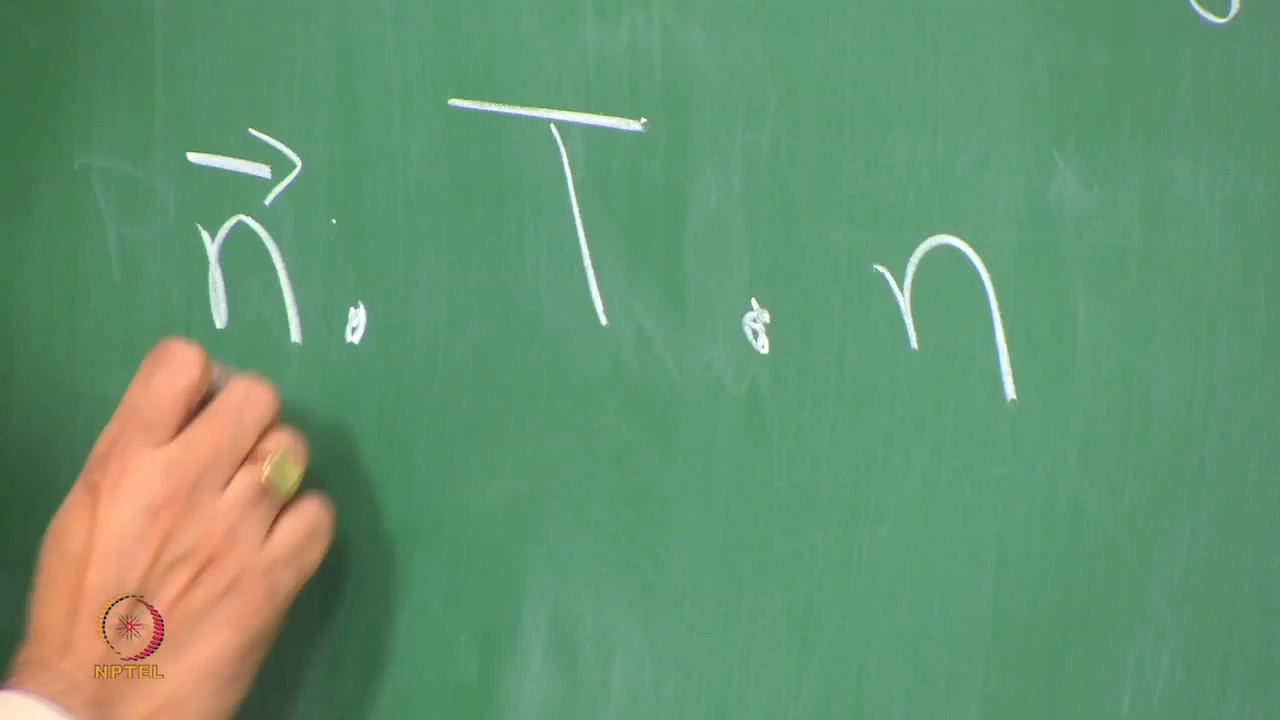 n⃗ . T . n
NPTEL